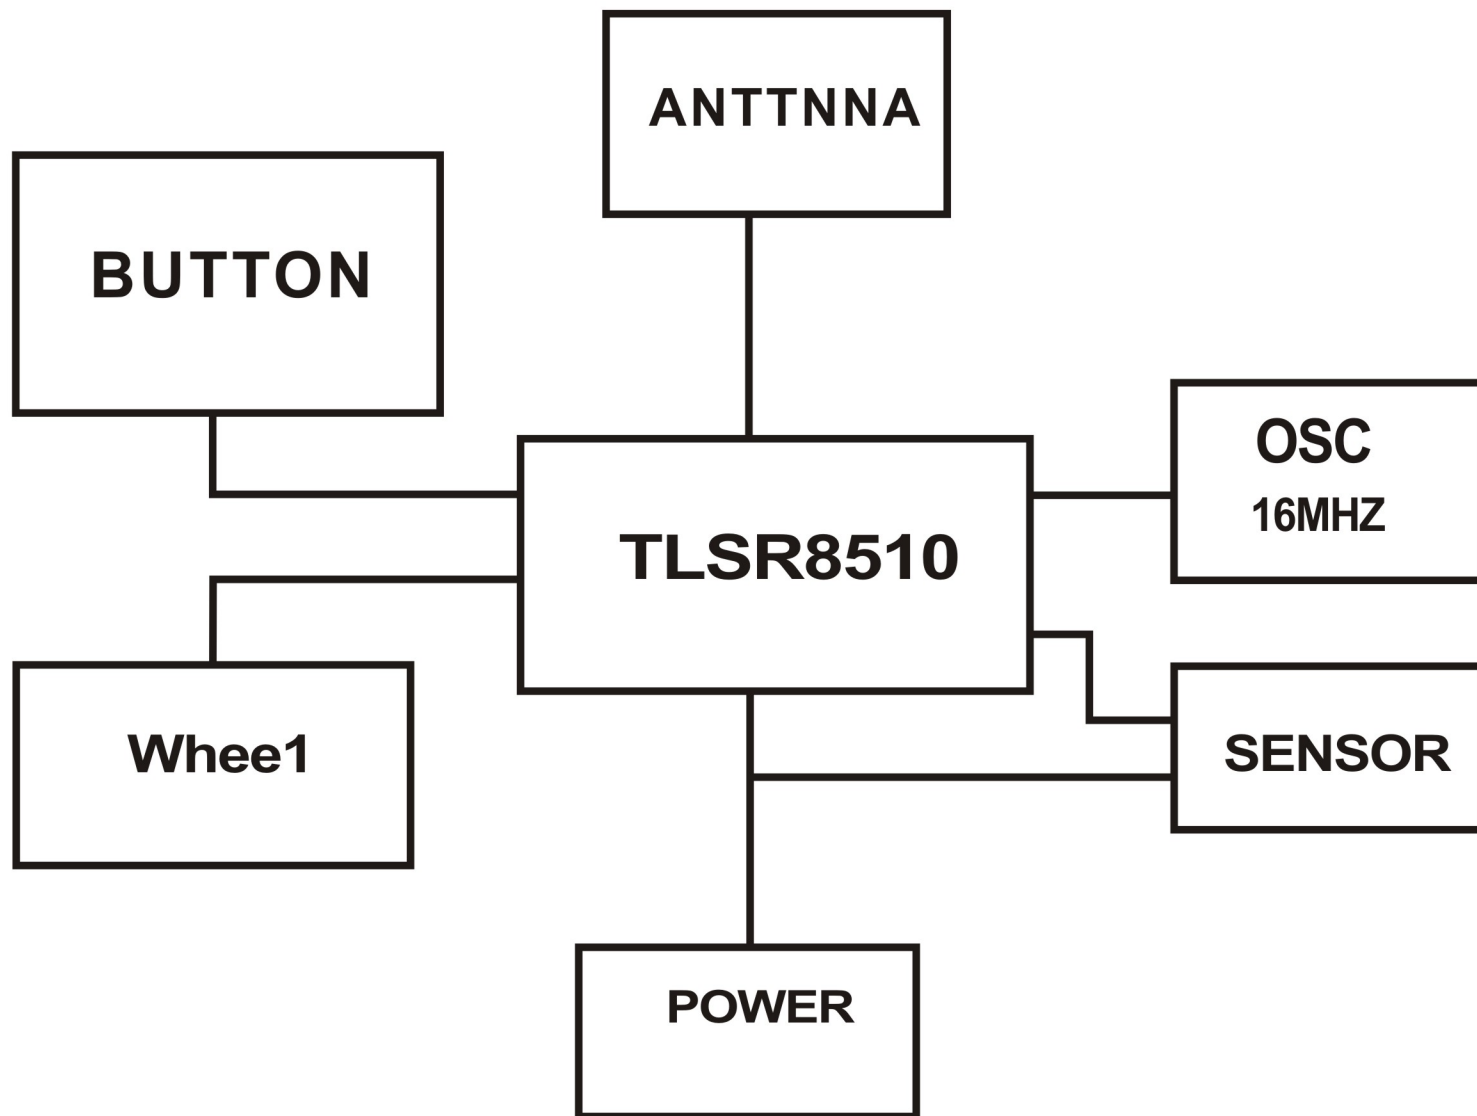 ANTTNNA
BUTTON
OSC
16MHZ
TLSR8510
Whee1
SENSOR
POWER